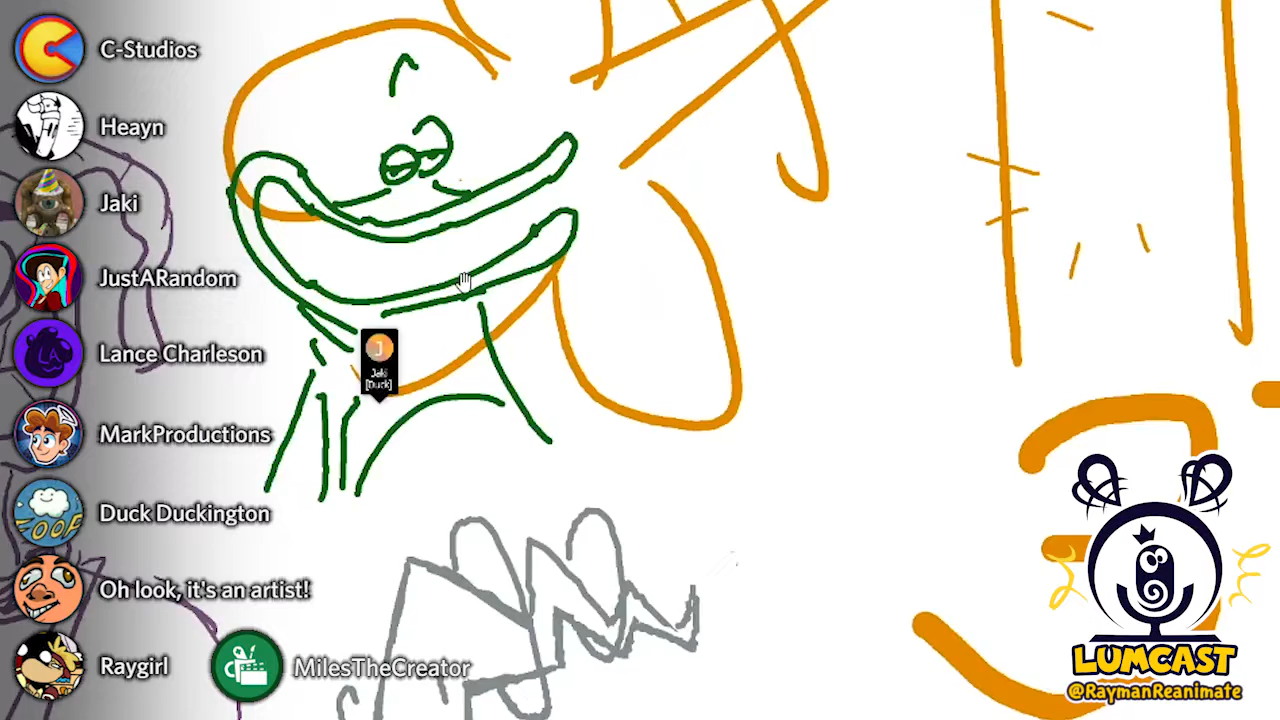 C-Studios
Heayn
Jaki
JustARandom
LA
Lance Charleson
J
Jaki
[Duck]
MarkProductions
Duck Duckington
Oh look, it's an artist!
Raygirl
MilesTheCreator
LUMCAST
@RaymanReanimate